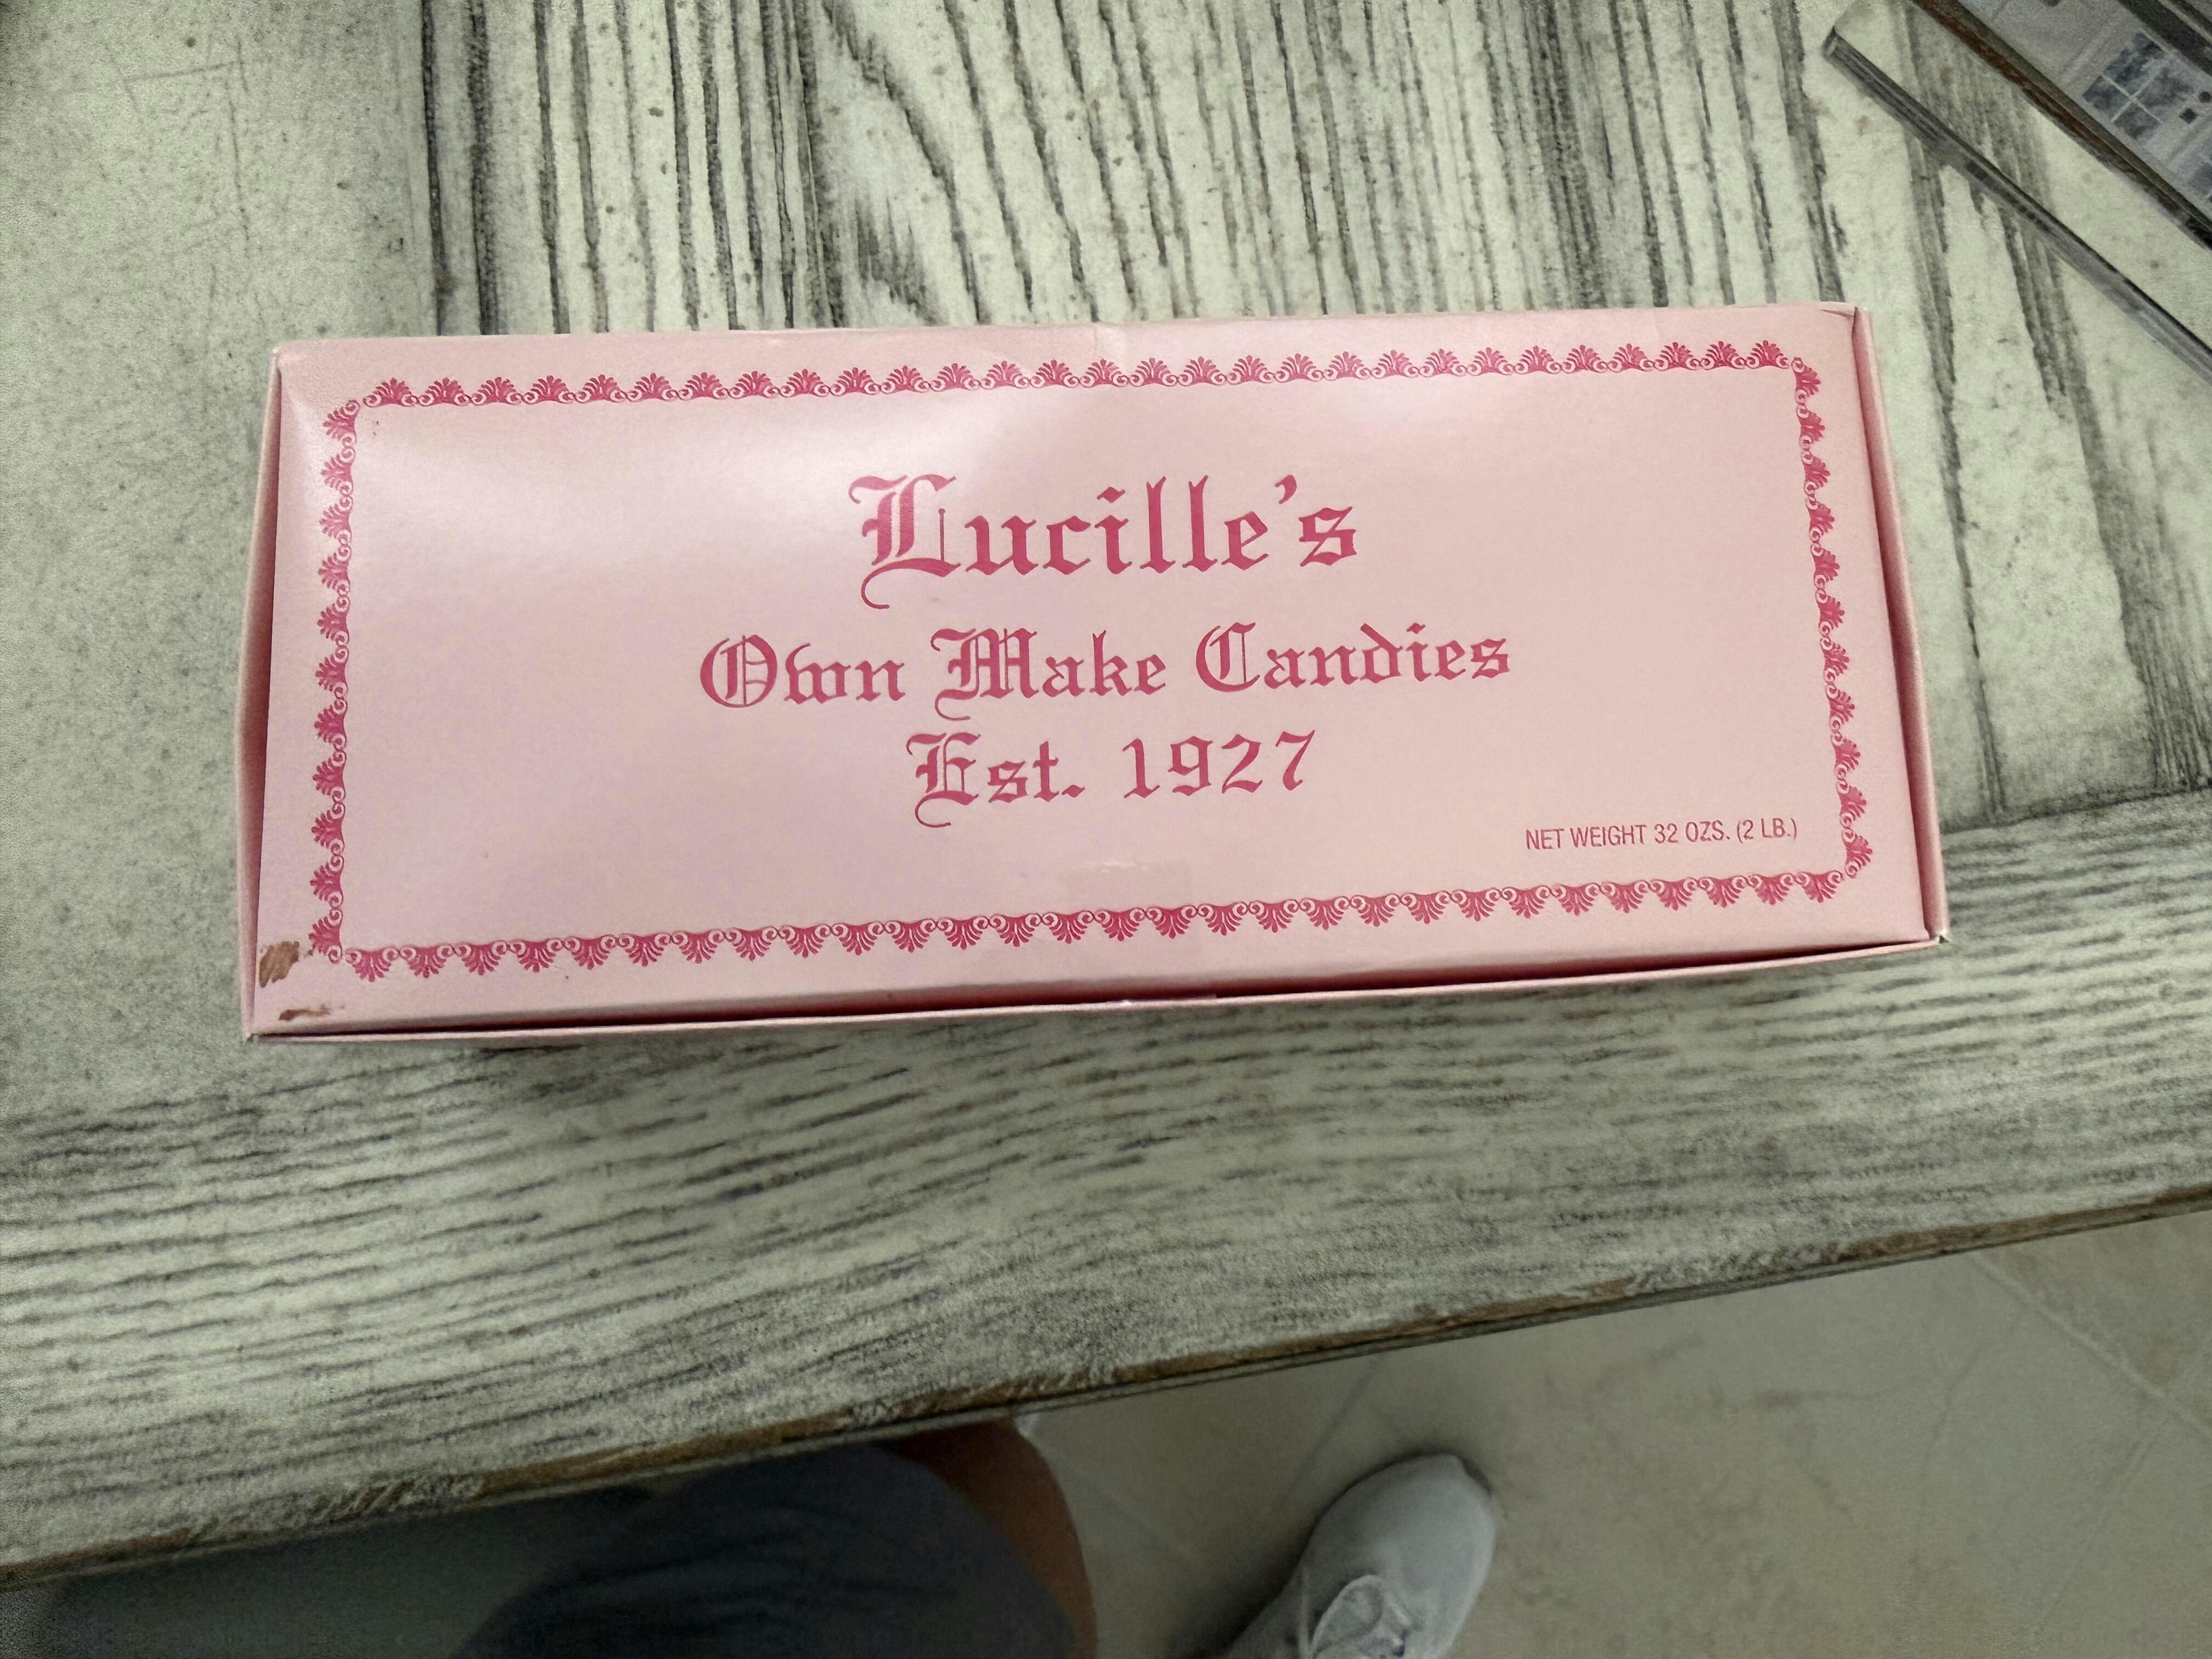 Lucille's
Own Make Candies
Est. 1927
NET WEIGHT 32 OZS. (2 LB.)